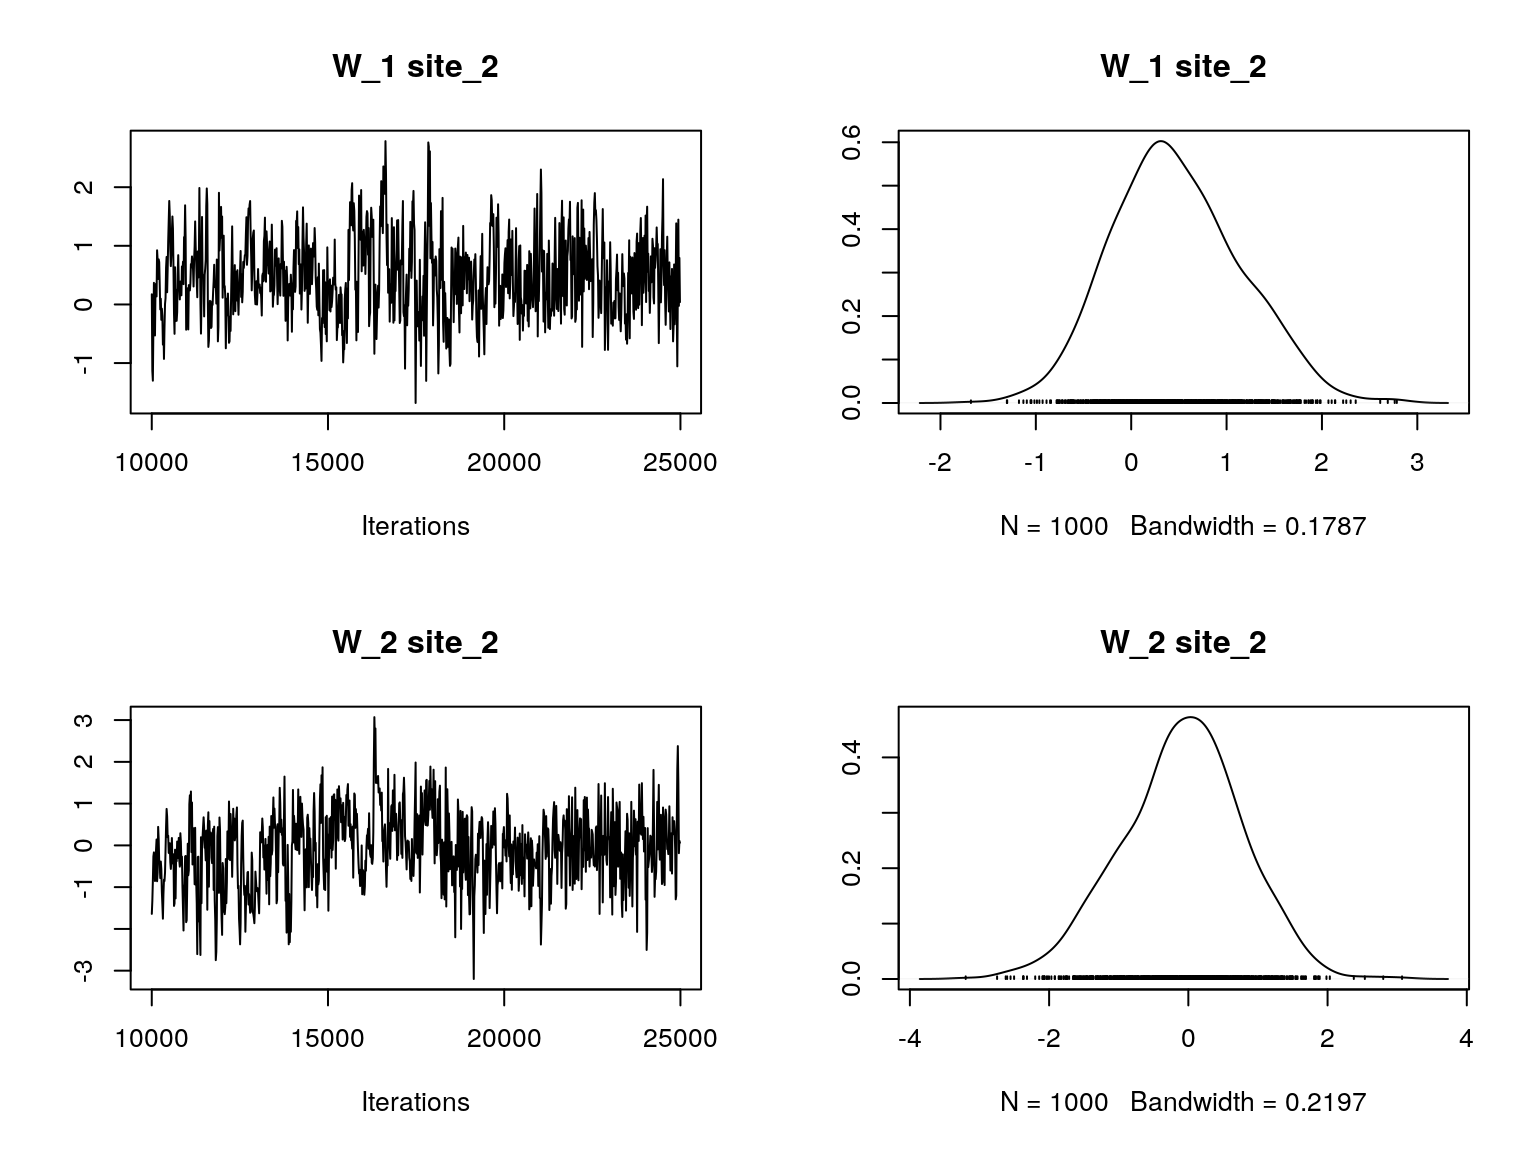 W_1 site_2
2
1
0
-1
10000 15000 20000 25000
Iterations
W_1 site_2
0.6
0.4
0.2
0.0
-2 -1 0 1 2 3
N = 1000 Bandwidth = 0.1787
W_2 site_2
3
2
1
0
-1
-3
10000 15000 20000 25000
Iterations
W_2 site_2
0.4
0.2
0.0
-4 -2 0 2 4
N = 1000 Bandwidth = 0.2197